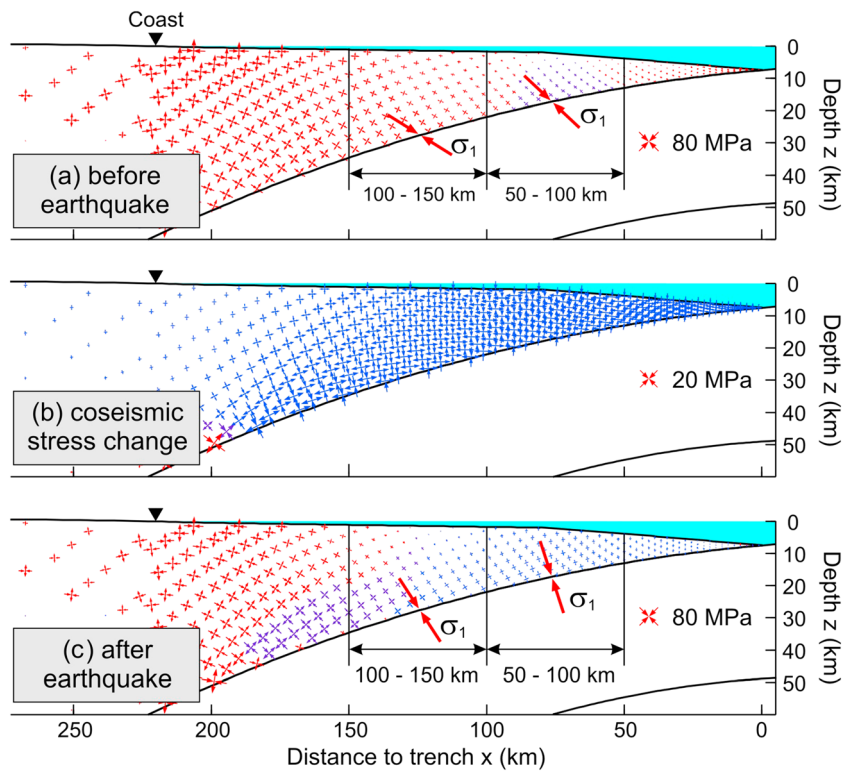 Coast
0
10
20
30
40
50
Depth z (km)
σ1
σ1
80 MPa
(a) before
earthquake
100 - 150 km
50 - 100 km
0
10
20
30
40
50
Depth z (km)
20 MPa
(b) coseismic
stress change
0
10
20
30
40
50
Depth z (km)
σ1
σ1
80 MPa
(c) after
earthquake
100 - 150 km
50 - 100 km
250
200
150
100
50
0
Distance to trench x (km)